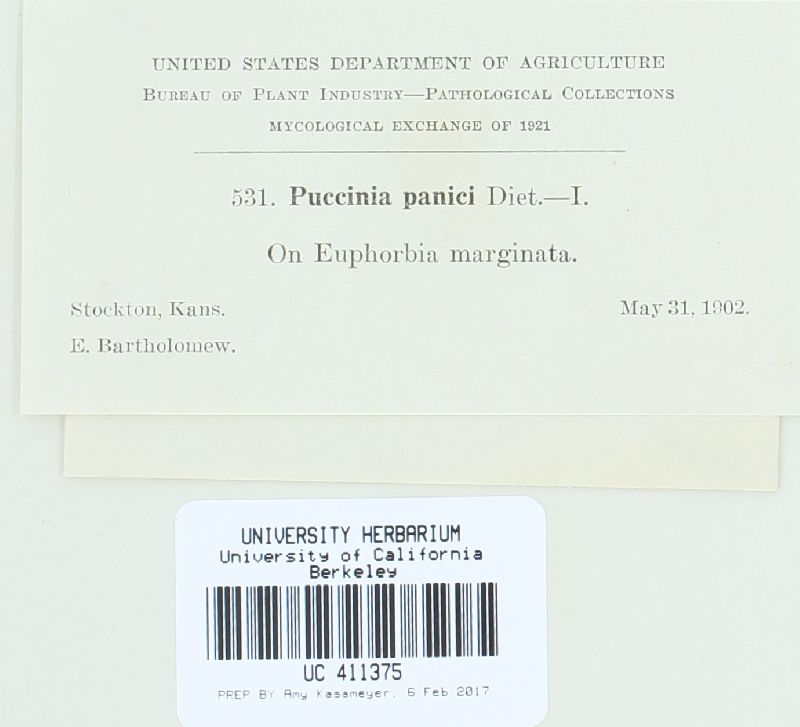 UNITED STATES DEPARTMENT OF AGRICULTURE
BUREAU OF PLANT INDUSTRY—PATHOLOGICAL COLLECTIONS
MYCOLOGICAL EXCHANGE OF 1921
531. Puccinia panici Diet.—I.
On Euphorbia marginata.
Stockton, Kans. May 31, 1902.
E. Bartholomew.
UNIVERSITY HERBARIUM
University of California
Berkeley
UC 411375
PREP BY Amy Kasameyer, 6 Feb 2017